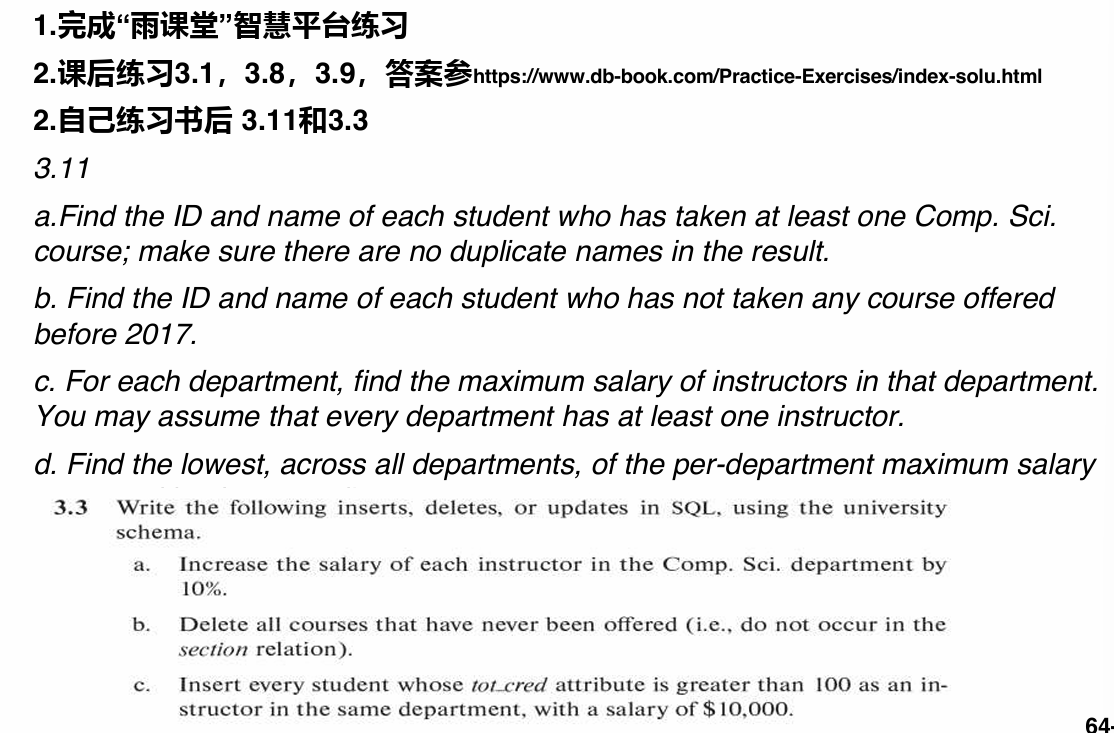 1.完成“雨课堂”智慧平台练习
2.课后练习3.1，3.8，3.9，答案参https://www.db-book.com/Practice-Exercises/index-solu.html
2.自己练习书后 3.11和3.3
3.11
a.Find the ID and name of each student who has taken at least one Comp. Sci.
course; make sure there are no duplicate names in the result.
b. Find the ID and name of each student who has not taken any course offered
before 2017.
c. For each department, find the maximum salary of instructors in that department.
You may assume that every department has at least one instructor.
d. Find the lowest, across all departments, of the per-department maximum salary
3.3 Write the following inserts, deletes, or updates in SQL, using the university
schema.
a. Increase the salary of each instructor in the Comp. Sci. department by
10%.
b. Delete all courses that have never been offered (i.e., do not occur in the
section relation).
c. Insert every student whose tot_cred attribute is greater than 100 as an in-
structor in the same department, with a salary of $10,000.
64-